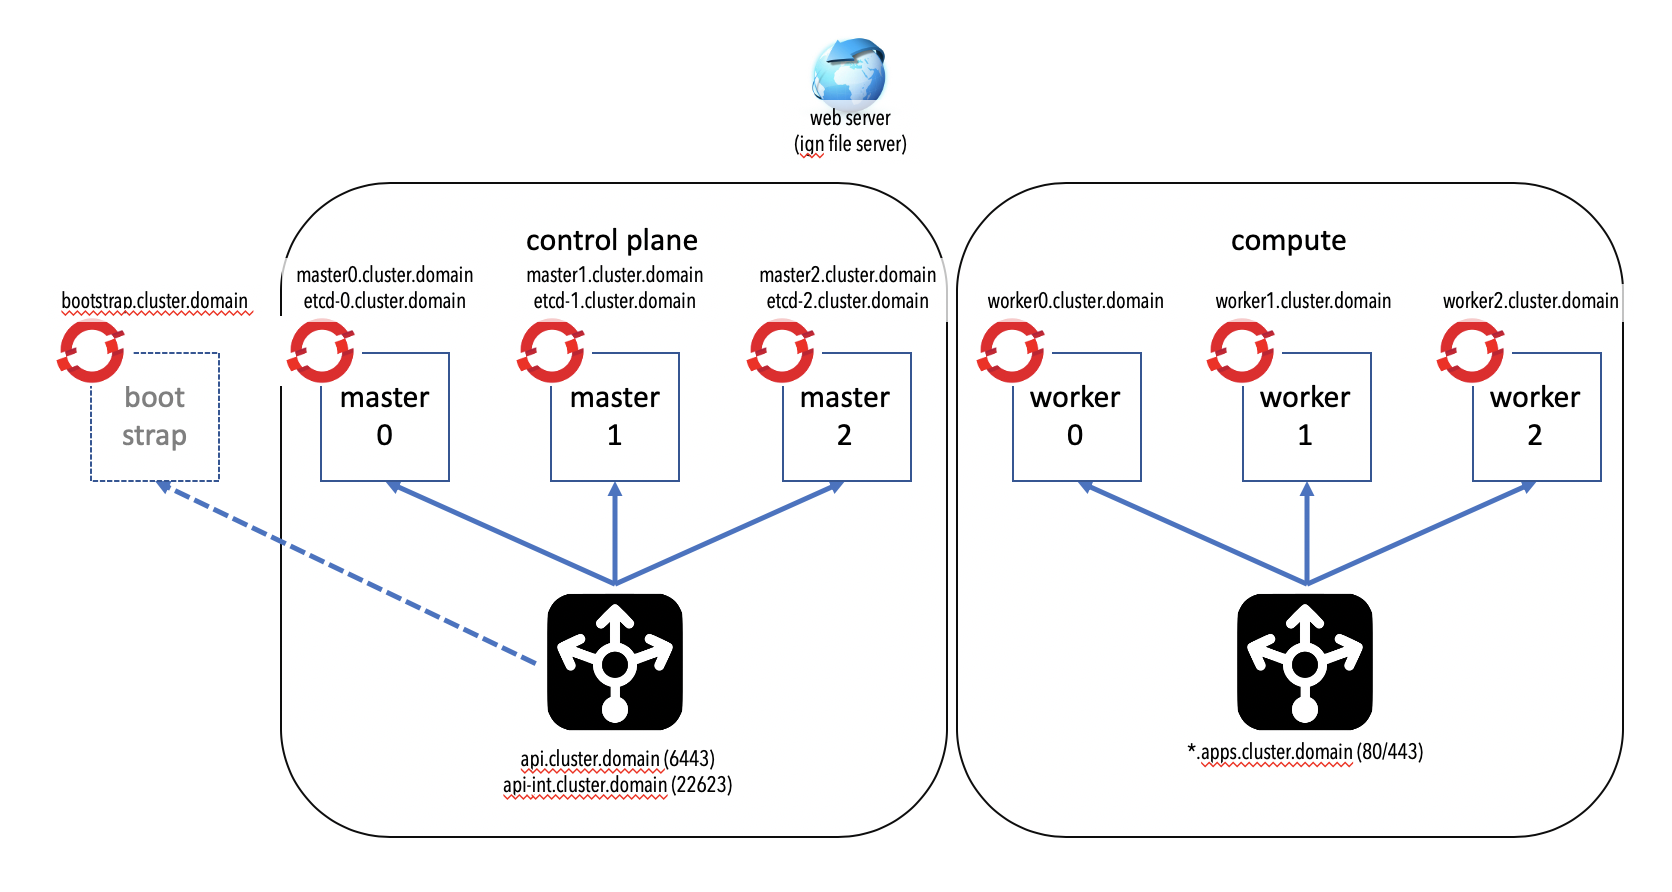 web server
(ign file server)
control plane
compute
master0.cluster.domain
etcd-0.cluster.domain
master1.cluster.domain
etcd-1.cluster.domain
master2.cluster.domain
etcd-2.cluster.domain
bootstrap.cluster.domain
worker0.cluster.domain
worker1.cluster.domain
worker2.cluster.domain
boot
strap
master
0
master
1
master
2
worker
0
worker
1
worker
2
api.cluster.domain (6443)
api-int.cluster.domain (22623)
*.apps.cluster.domain (80/443)